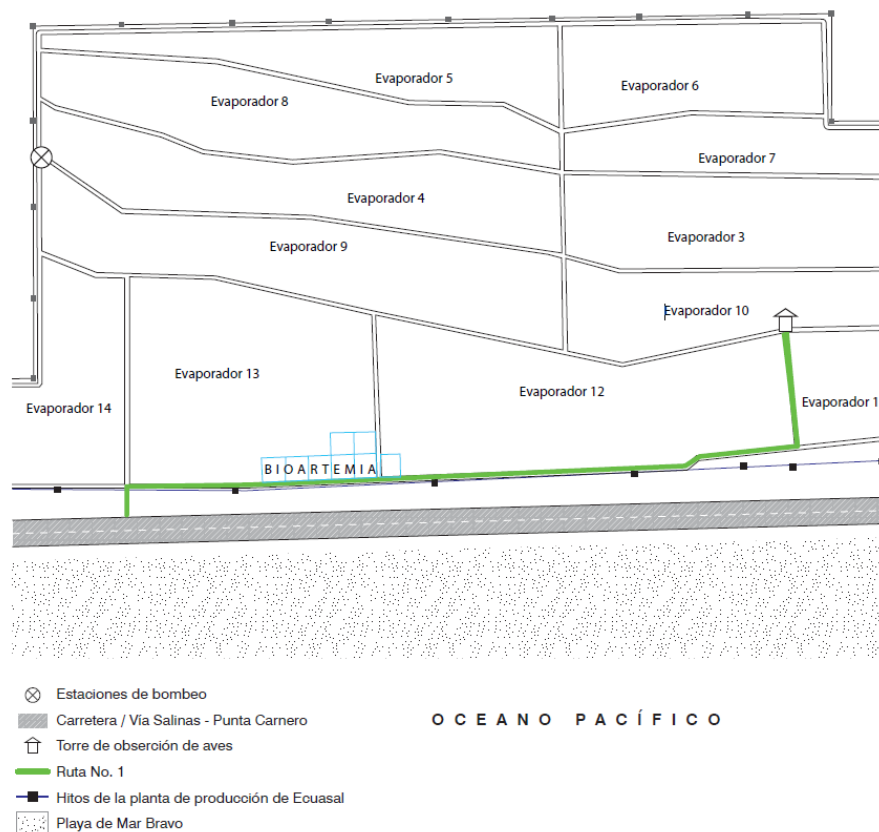 Evaporador 5
Evaporador 6
Evaporador 8
Evaporador 7
Evaporador 4
Evaporador 3
Evaporador 9
Evaporador 10
Evaporador 13
Evaporador 12
Evaporador 1
Evaporador 14
BIOARTEMIA
Estaciones de bombeo
Carretera / Vía Salinas - Punta Carnero
OCEANO PACÍFICO
Torre de obserción de aves
Ruta No. 1
Hitos de la planta de producción de Ecuasal
Playa de Mar Bravo